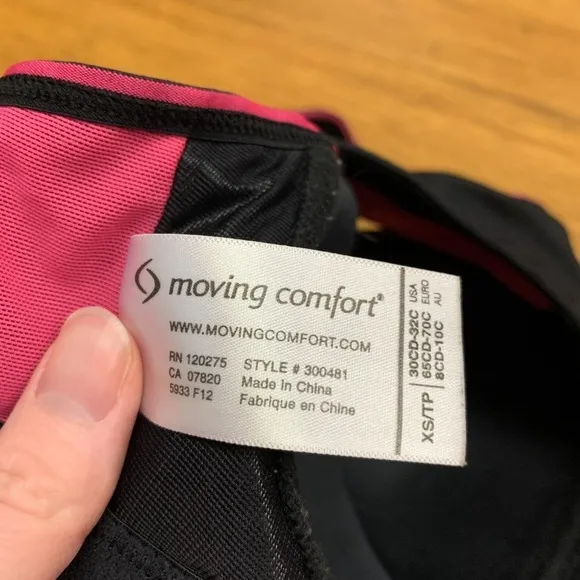 moving comfort®
WWW.MOVINGCOMFORT.COM
RN 120275 STYLE # 300481
CA 07820 Made in China
5933 F12 Fabrique en Chine
XS/TP
30CD-32C USA
65CD-70C EURO
8CD-10C AU